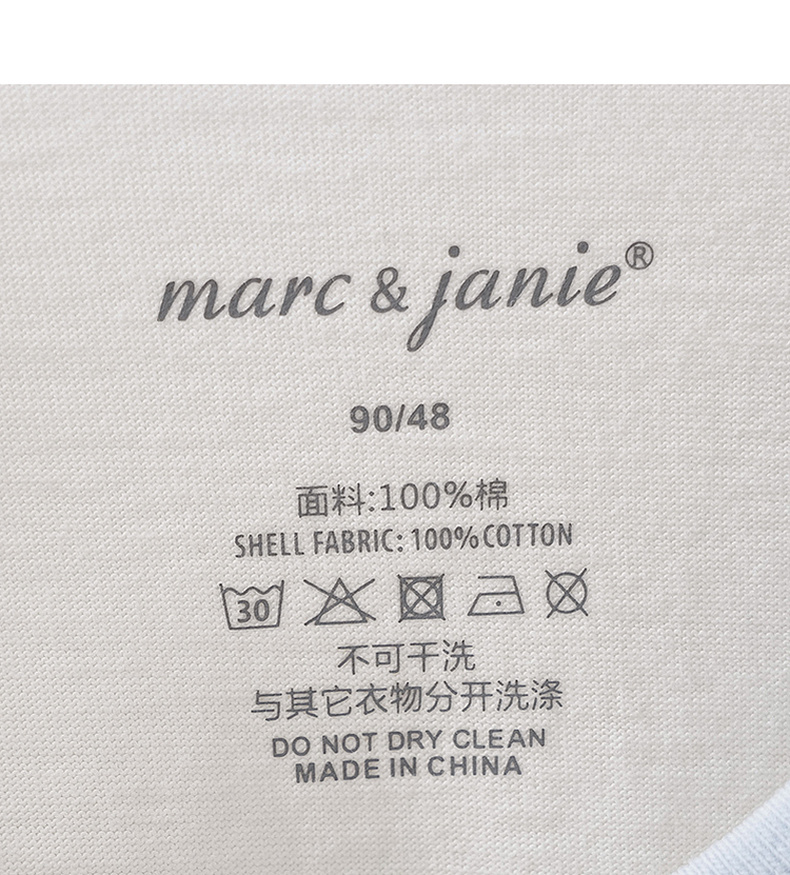 marc & janie®
90/48
面料:100%棉
SHELL FABRIC: 100%COTTON
30
不可干洗
与其它衣物分开洗涤
DO NOT DRY CLEAN
MADE IN CHINA